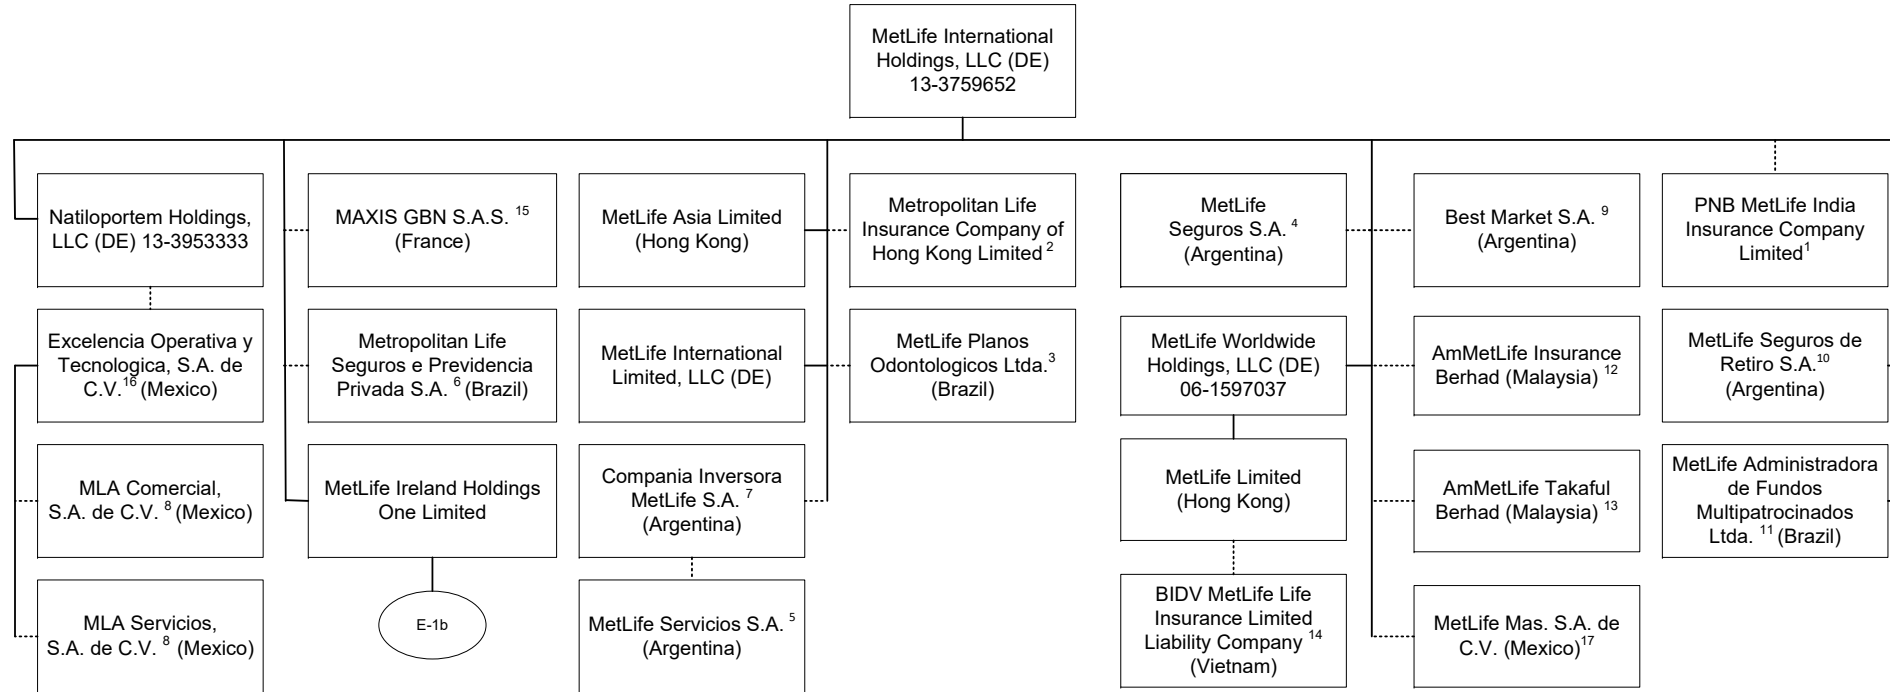 MetLife International
Holdings, LLC (DE)
13-3759652
Natiloportem Holdings,
LLC (DE) 13-3953333
MAXIS GBN S.A.S. 15
(France)
MetLife Asia Limited
(Hong Kong)
Metropolitan Life
Insurance Company of
Hong Kong Limited 2
MetLife
Seguros S.A. 4
(Argentina)
Best Market S.A. 9
(Argentina)
PNB MetLife India
Insurance Company
Limited1
Excelencia Operativa y
Tecnologica, S.A. de
C.V.16 (Mexico)
Metropolitan Life
Seguros e Previdencia
Privada S.A. 6 (Brazil)
MetLife International
Limited, LLC (DE)
MetLife Planos
Odontologicos Ltda.3
(Brazil)
MetLife Worldwide
Holdings, LLC (DE)
06-1597037
AmMetLife Insurance
Berhad (Malaysia) 12
MetLife Seguros de
Retiro S.A.10
(Argentina)
MLA Comercial,
S.A. de C.V. 8 (Mexico)
MetLife Ireland Holdings
One Limited
Compania Inversora
MetLife S.A. 7
(Argentina)
MetLife Limited
(Hong Kong)
AmMetLife Takaful
Berhad (Malaysia) 13
MetLife Administradora
de Fundos
Multipatrocinados
Ltda. 11 (Brazil)
MLA Servicios,
S.A. de C.V. 8 (Mexico)
E-1b
MetLife Servicios S.A. 5
(Argentina)
BIDV MetLife Life
Insurance Limited
Liability Company 14
(Vietnam)
MetLife Mas. S.A. de
C.V. (Mexico)17